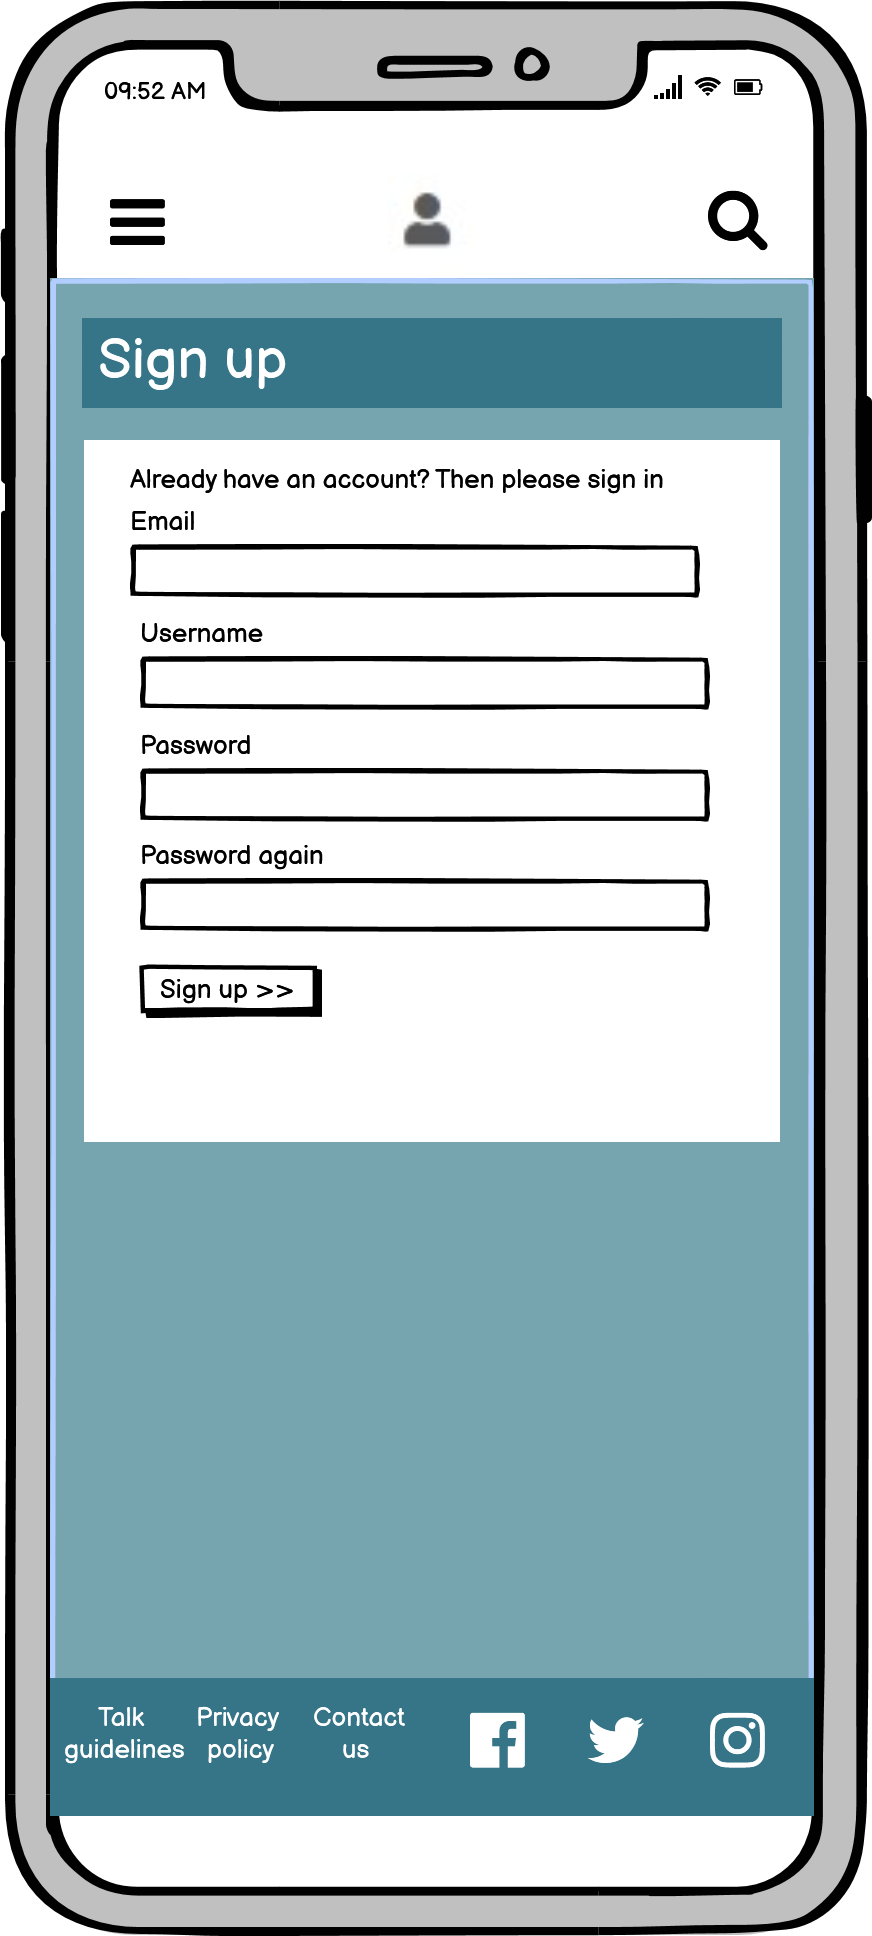 09:52 AM
Sign up
Already have an account? Then please sign in
Email
Username
Password
Password again
Sign up >>
Talk
guidelines
Privacy
policy
Contact
us